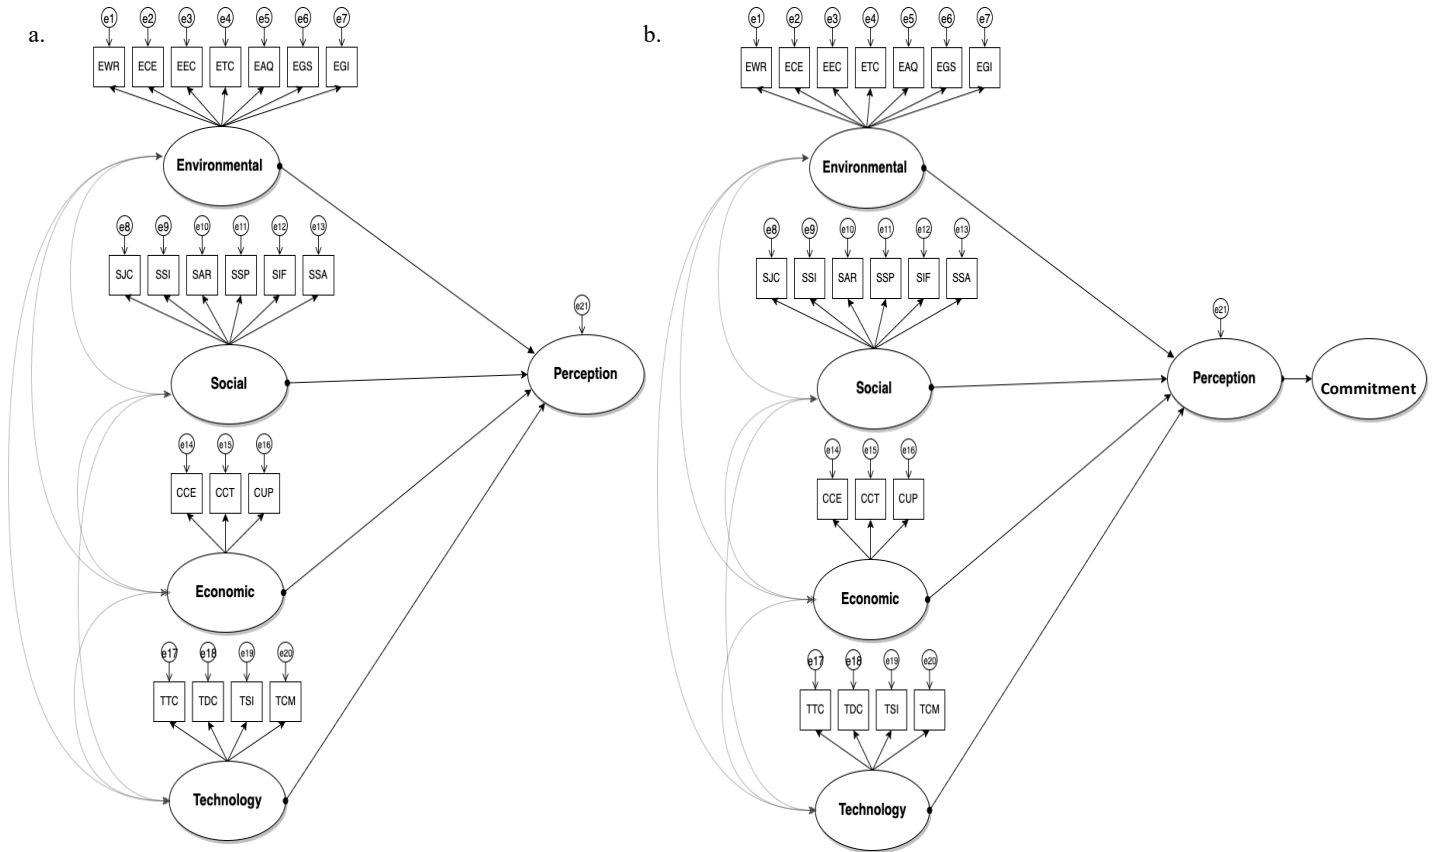 a.
e1 e2 e3 e4 e5 e6 e7
EWR ECE EEC ETC EAQ EGS EGI
Environmental
e8 e9 e10 e11 e12 e13
SJC SSI SAR SSP SIF SSA
Social
e14 e15 e16
CCE CCT CUP
Economic
e17 e18 e19 e20
TTC TDC TSI TCM
Technology
e21
Perception
b.
e1 e2 e3 e4 e5 e6 e7
EWR ECE EEC ETC EAQ EGS EGI
Environmental
e8 e9 e10 e11 e12 e13
SJC SSI SAR SSP SIF SSA
Social
e14 e15 e16
CCE CCT CUP
Economic
e17 e18 e19 e20
TTC TDC TSI TCM
Technology
e21
Perception
Commitment